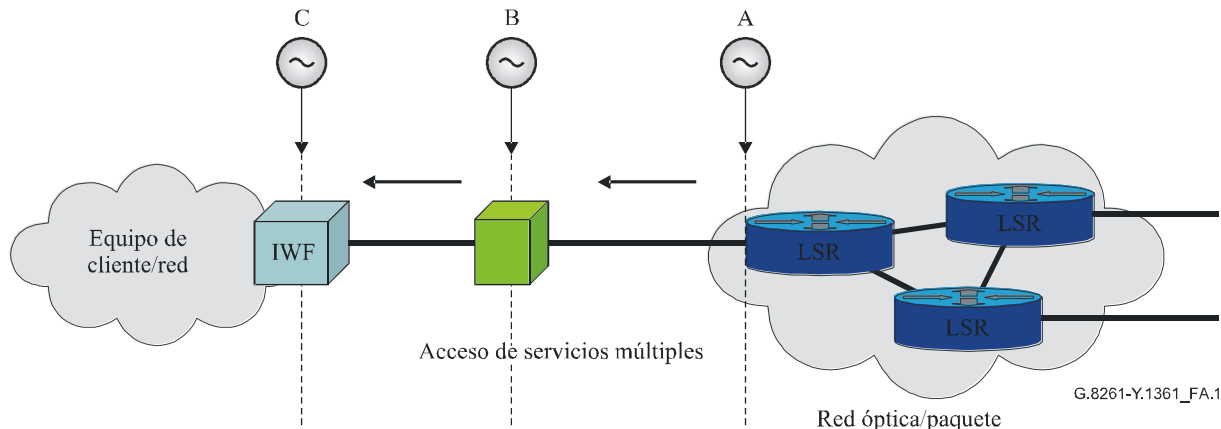 C
B
A
Equipo de
cliente/red
IWF
LSR
LSR
LSR
Acceso de servicios múltiples
G.8261-Y.1361_FA.1
Red óptica/paquete